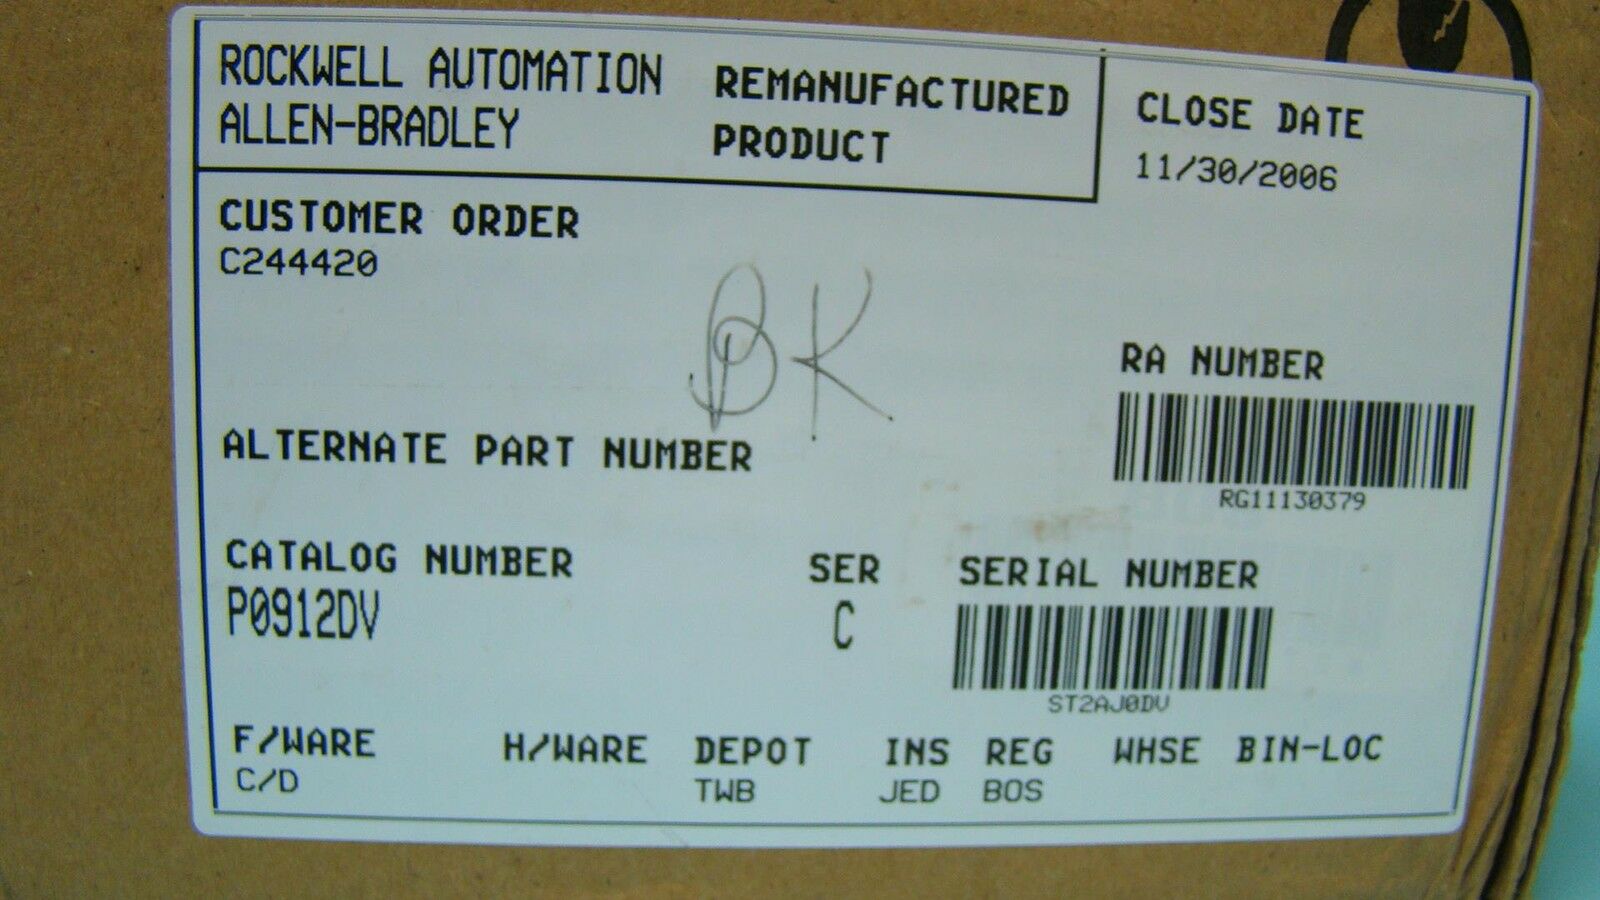 ROCKWELL AUTOMATION
ALLEN-BRADLEY
REMANUFACTURED
PRODUCT
CLOSE DATE
11/30/2006
CUSTOMER ORDER
C244420
BK
RA NUMBER
RG11130379
ALTERNATE PART NUMBER
CATALOG NUMBER
P0912DV
SER
C
SERIAL NUMBER
ST2AJ0DV
F/WARE H/WARE DEPOT INS REG WHSE BIN-LOC
C/D TWB JED BOS